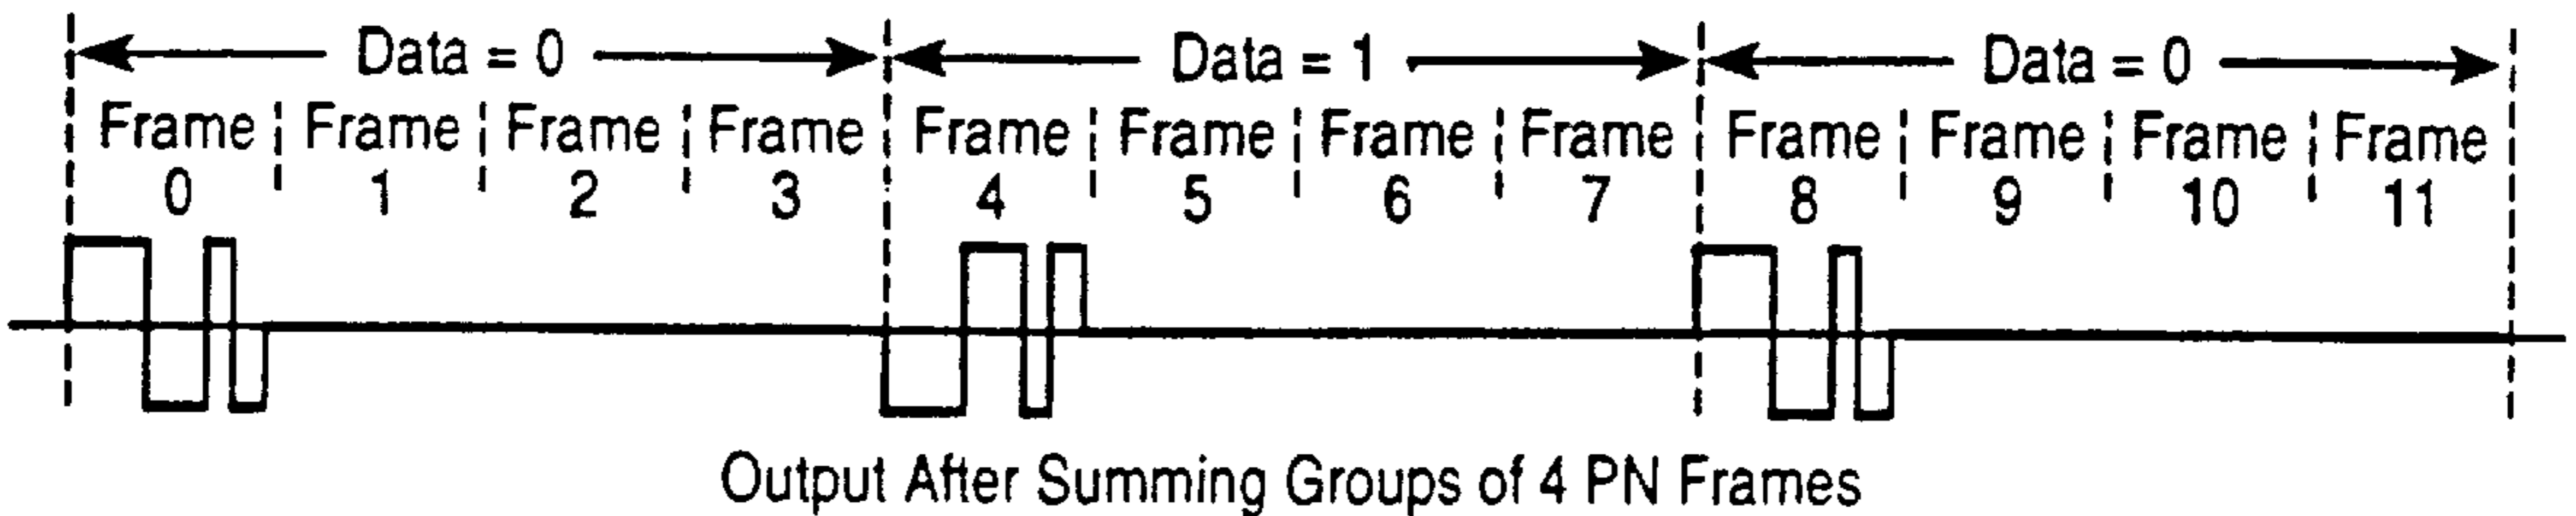 Data = 0 Data = 1 Data = 0
Frame Frame Frame Frame Frame Frame Frame Frame Frame Frame Frame Frame
0 1 2 3 4 5 6 7 8 9 10 11
Output After Summing Groups of 4 PN Frames